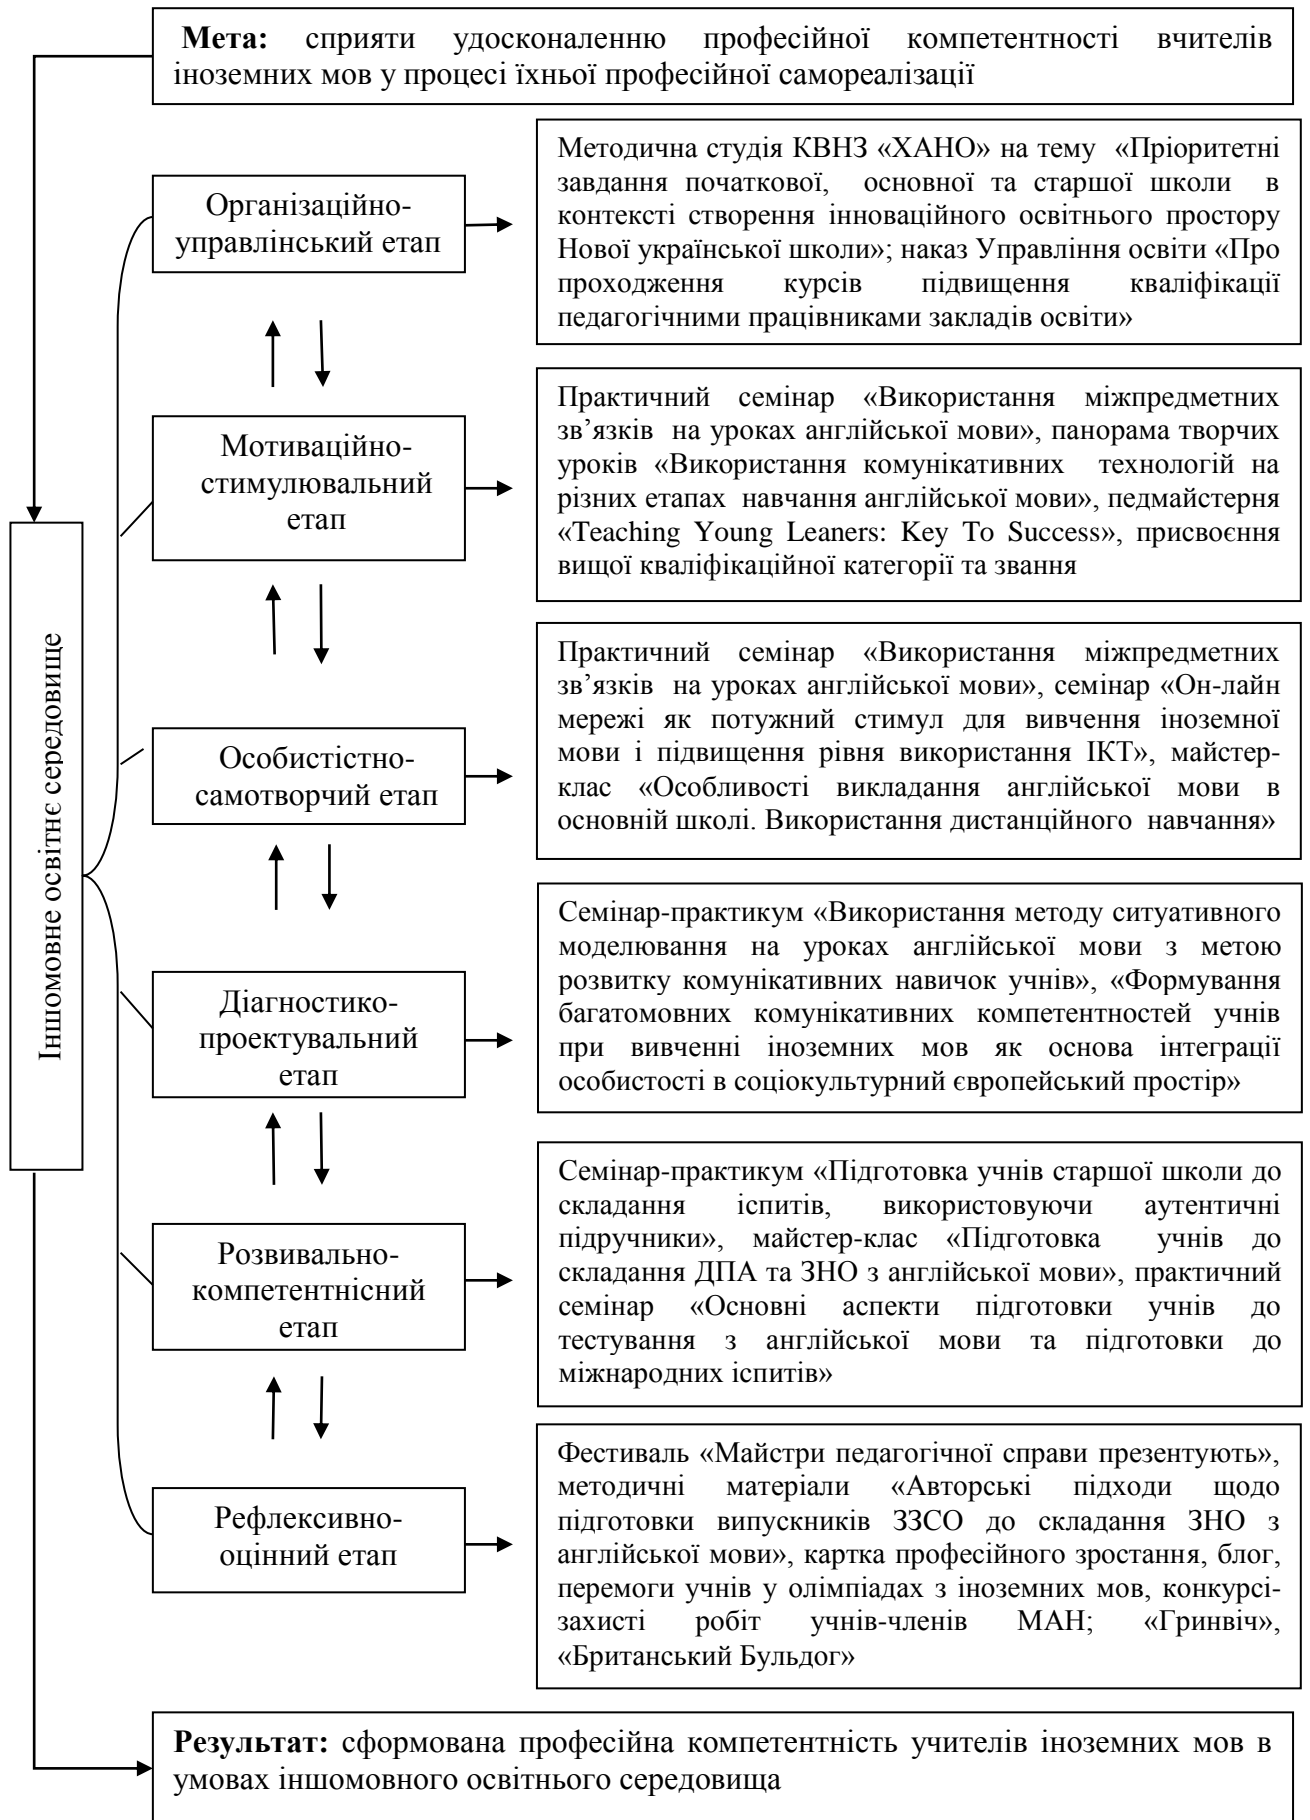 Мета: сприяти удосконаленню професійної компетентності вчителів
іноземних мов у процесі їхньої професійної самореалізації
Іншомовне освітнє середовище
Організаційно-
управлінський етап
Методична студія КВНЗ «ХАНО» на тему «Пріоритетні
завдання початкової, основної та старшої школи в
контексті створення інноваційного освітнього простору
Нової української школи»; наказ Управління освіти «Про
проходження курсів підвищення кваліфікації
педагогічними працівниками закладів освіти»
Мотиваційно-
стимулювальний
етап
Практичний семінар «Використання міжпредметних
зв’язків на уроках англійської мови», панорама творчих
уроків «Використання комунікативних технологій на
різних етапах навчання англійської мови», педмайстерня
«Teaching Young Leaners: Key To Success», присвоєння
вищої кваліфікаційної категорії та звання
Особистістно-
самотворчий етап
Практичний семінар «Використання міжпредметних
зв’язків на уроках англійської мови», семінар «Он-лайн
мережі як потужний стимул для вивчення іноземної
мови і підвищення рівня використання ІКТ», майстер-
клас «Особливості викладання англійської мови в
основній школі. Використання дистанційного навчання»
Діагностико-
проектувальний
етап
Семінар-практикум «Використання методу ситуативного
моделювання на уроках англійської мови з метою
розвитку комунікативних навичок учнів», «Формування
багатомовних комунікативних компетентностей учнів
при вивченні іноземних мов як основа інтеграції
особистості в соціокультурний європейський простір»
Розвивально-
компетентнісний
етап
Семінар-практикум «Підготовка учнів старшої школи до
складання іспитів, використовуючи аутентичні
підручники», майстер-клас «Підготовка учнів до
складання ДПА та ЗНО з англійської мови», практичний
семінар «Основні аспекти підготовки учнів до
тестування з англійської мови та підготовки до
міжнародних іспитів»
Рефлексивно-
оцінний етап
Фестиваль «Майстри педагогічної справи презентують»,
методичні матеріали «Авторські підходи щодо
підготовки випускників ЗЗСО до складання ЗНО з
англійської мови», картка професійного зростання, блог,
перемоги учнів у олімпіадах з іноземних мов, конкурсі-
захисті робіт учнів-членів МАН; «Гринвіч»,
«Британський Бульдог»
Результат: сформована професійна компетентність учителів іноземних мов в
умовах іншомовного освітнього середовища